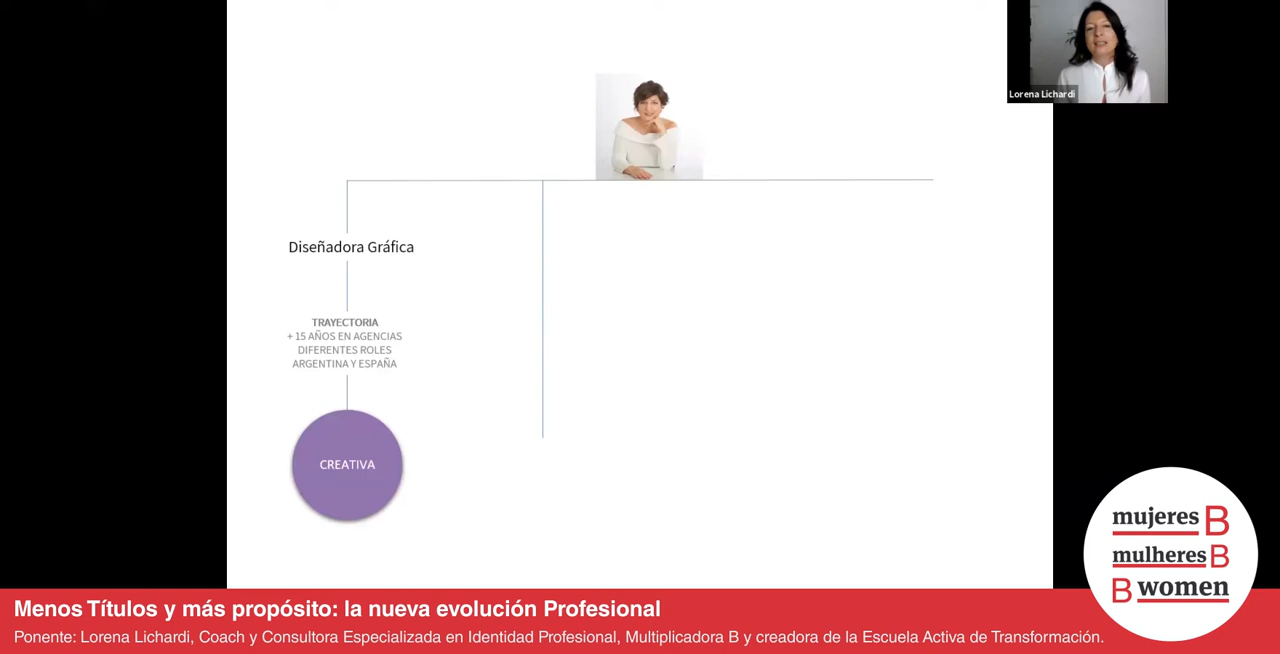 Lorena Lichardi
Diseñadora Gráfica
TRAYECTORIA
+ 15 AÑOS EN AGENCIAS
DIFERENTES ROLES
ARGENTINA Y ESPAÑA
CREATIVA
mujeres B
mulheres B
B women
Menos Títulos y más propósito: la nueva evolución Profesional
Ponente: Lorena Lichardi, Coach y Consultora Especializada en Identidad Profesional, Multiplicadora B y creadora de la Escuela Activa de Transformación.